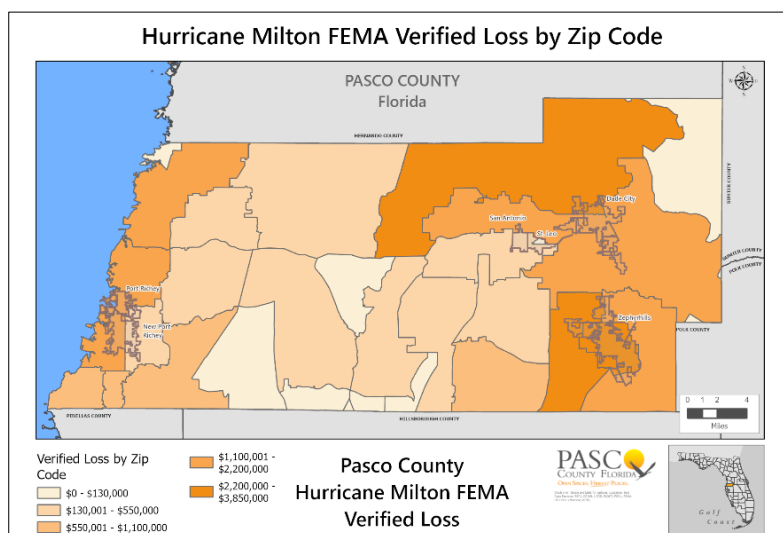 Hurricane Milton FEMA Verified Loss by Zip Code
PASCO COUNTY
Florida
HERNANDO COUNTY
SUMTER COUNTY
Dade City
San Antonio
St. Leo
SUMTER COUNTY
POLK COUNTY
Port Richey
New Port
Richey
Zephyrhills
POLK COUNTY
PINELLAS COUNTY
HILLSBOROUGH COUNTY
0 1 2 4
Miles
Verified Loss by Zip
Code
$0 - $130,000
$130,001 - $550,000
$550,001 - $1,100,000
$1,100,001 -
$2,200,000
$2,200,000 -
$3,850,000
Pasco County
Hurricane Milton FEMA
Verified Loss
PASCO
COUNTY FLORIDA
OPEN SPACES. VIBRANT PLACES.
Gulf
Coast